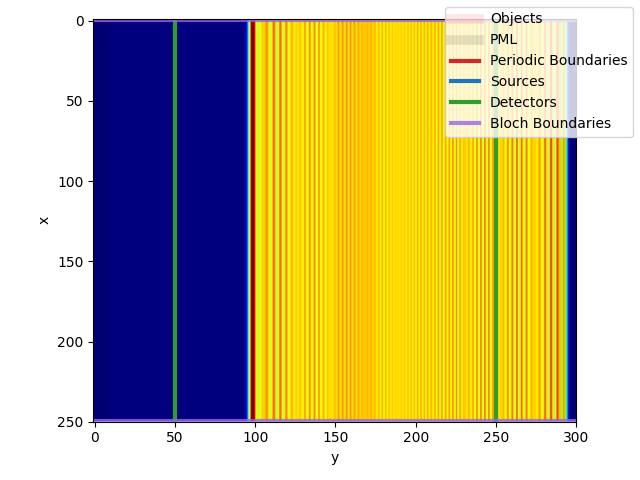 Objects
PML
Periodic Boundaries
Sources
Detectors
Bloch Boundaries
0
50
100
150
200
250
x
0 50 100 150 200 250 300
y